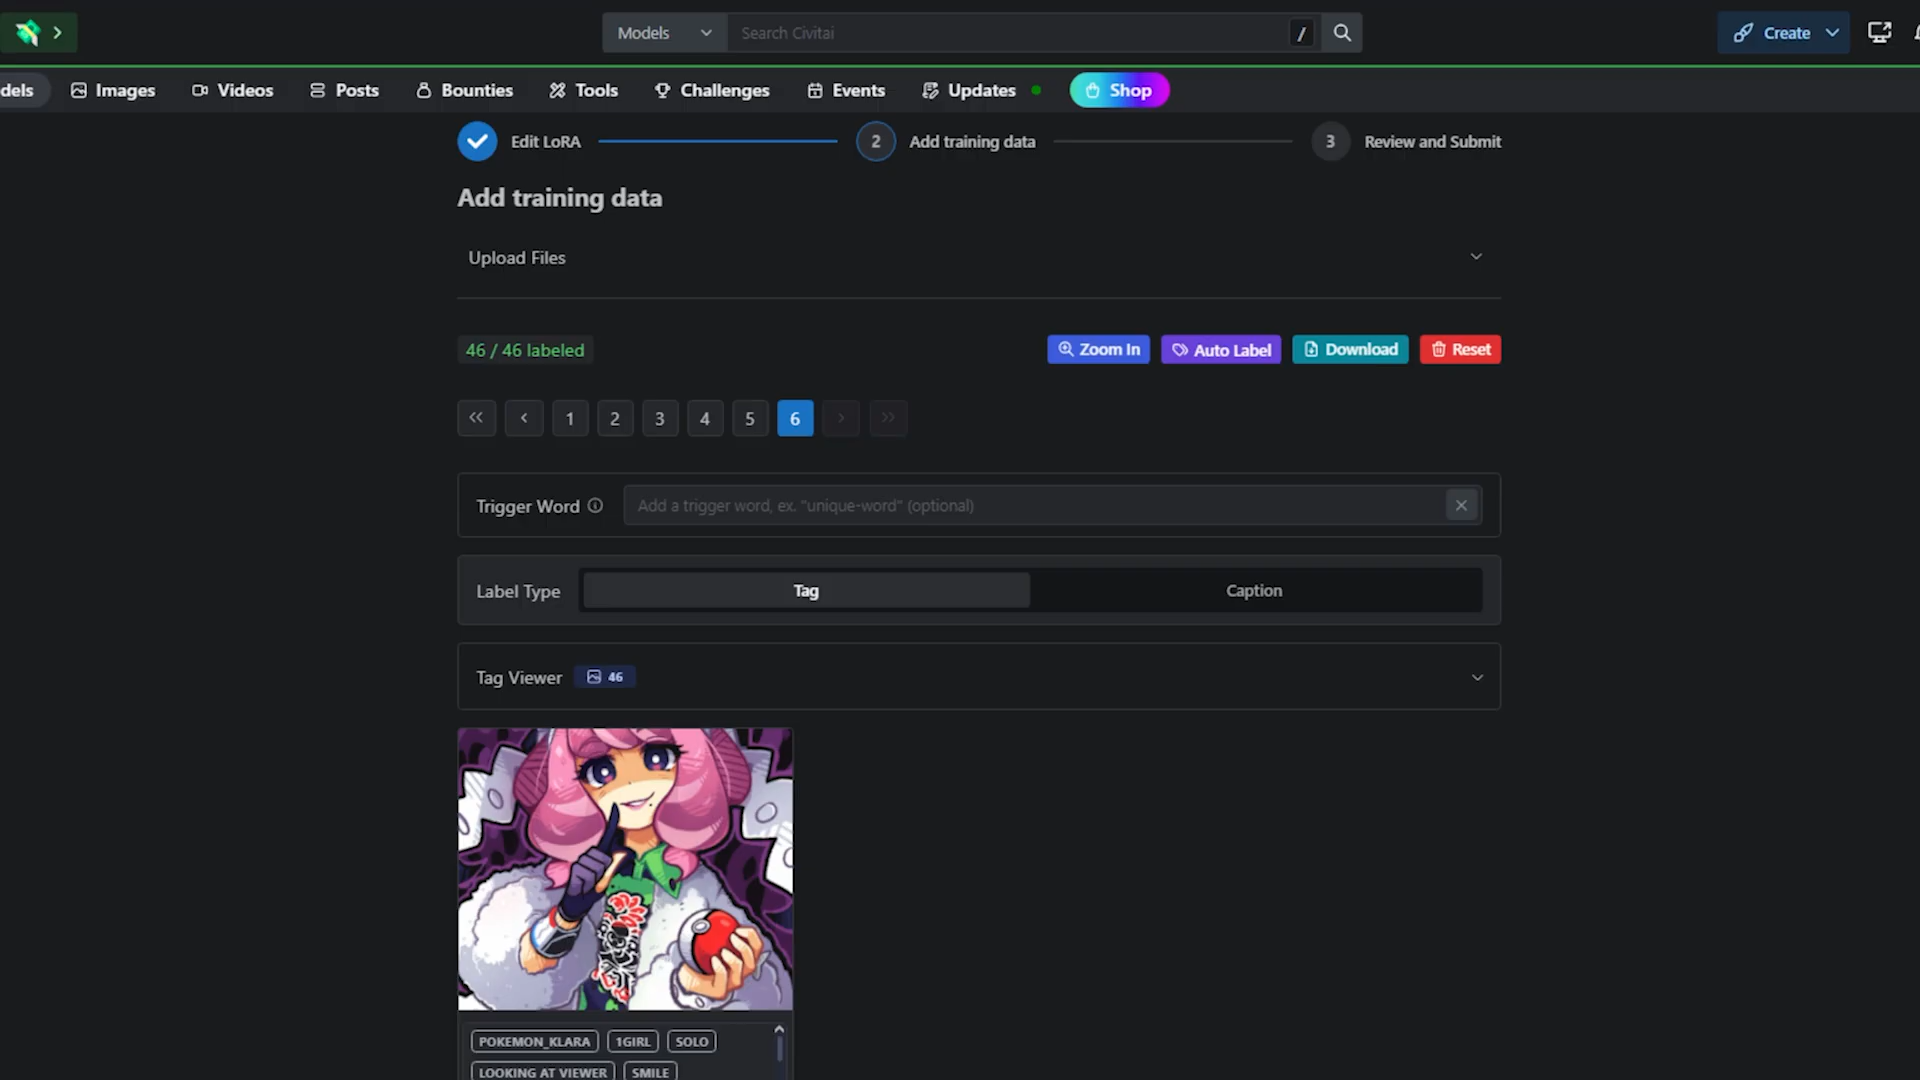 Models
Search Civitai
/
Create
dels
Images
Videos
Posts
Bounties
Tools
Challenges
Events
Updates
Shop
Edit LoRA
2
Add training data
3
Review and Submit
Add training data
Upload Files
46 / 46 labeled
Zoom In
Auto Label
Download
Reset
1
2
3
4
5
6
Trigger Word
Add a trigger word, ex. "unique-word" (optional)
Label Type
Tag
Caption
Tag Viewer
46
POKEMON_KLARA
1GIRL
SOLO
LOOKING AT VIEWER
SMILE